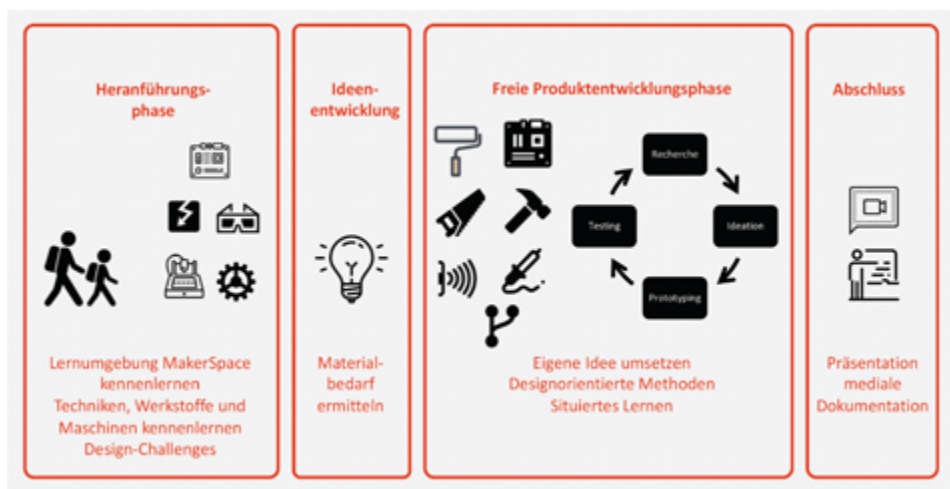 Heranführungs-
phase
Lernumgebung MakerSpace
kennenlernen
Techniken, Werkstoffe und
Maschinen kennenlernen
Design-Challenges
Ideen-
entwicklung
Material-
bedarf
ermitteln
Freie Produktentwicklungsphase
Recherche
Ideation
Prototyping
Testing
Eigene Idee umsetzen
Designorientierte Methoden
Situiertes Lernen
Abschluss
Präsentation
mediale
Dokumentation